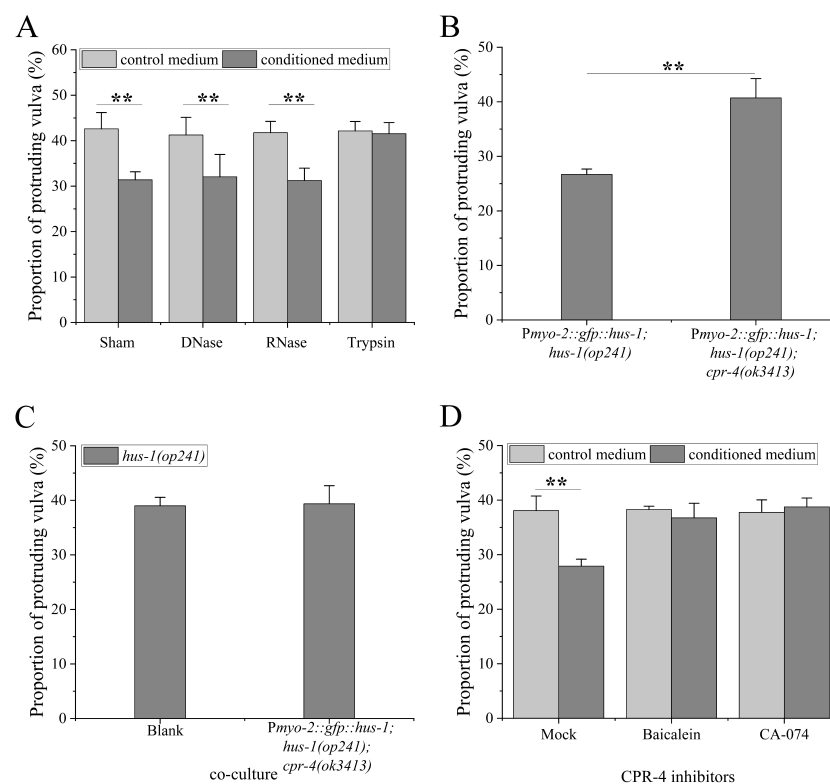 A
Proportion of protruding vulva (%)
60
50
40
30
20
10
0
control medium conditioned medium
** ** **
Sham DNase RNase Trypsin
B
Proportion of protruding vulva (%)
50
40
30
20
10
0
**
Pmyo-2::gfp::hus-1;
hus-1(op241)
Pmyo-2::gfp::hus-1;
hus-1(op241);
cpr-4(ok3413)
C
Proportion of protruding vulva (%)
50
40
30
20
10
0
hus-1(op241)
Blank
Pmyo-2::gfp::hus-1;
hus-1(op241);
cpr-4(ok3413)
co-culture
D
Proportion of protruding vulva (%)
50
40
30
20
10
0
control medium conditioned medium
**
Mock Baicalein CA-074
CPR-4 inhibitors